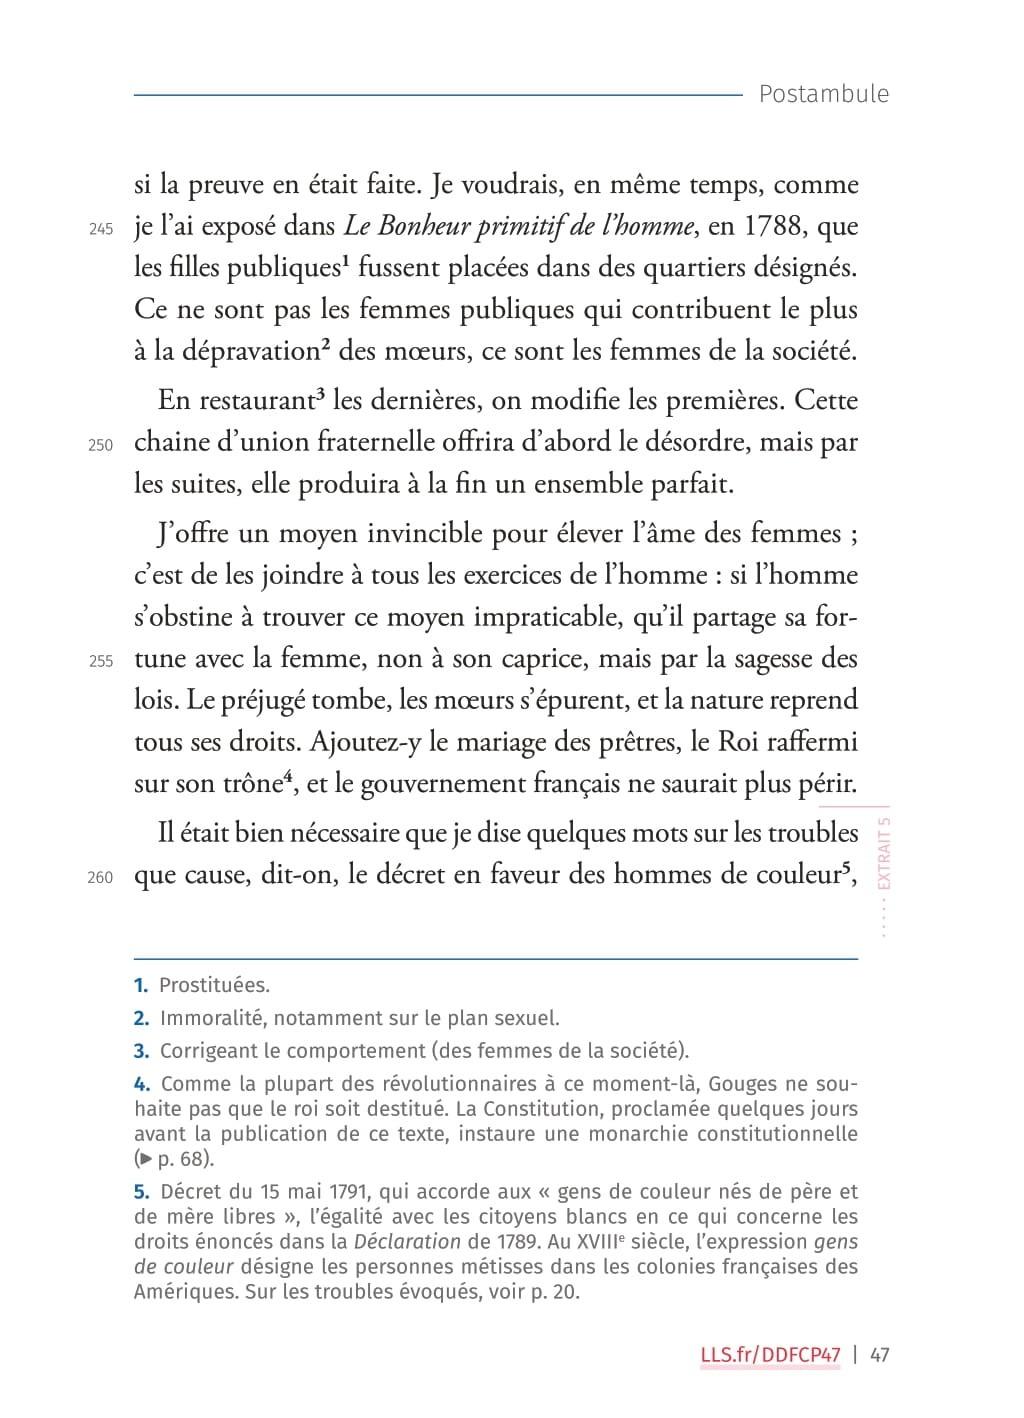 Postambule
si la preuve en était faite. Je voudrais, en même temps, comme
245 je l’ai exposé dans Le Bonheur primitif de l’homme, en 1788, que
les filles publiques¹ fussent placées dans des quartiers désignés.
Ce ne sont pas les femmes publiques qui contribuent le plus
à la dépravation² des mœurs, ce sont les femmes de la société.
En restaurant³ les dernières, on modifie les premières. Cette
250 chaine d’union fraternelle offrira d’abord le désordre, mais par
les suites, elle produira à la fin un ensemble parfait.
J’offre un moyen invincible pour élever l’âme des femmes ;
c’est de les joindre à tous les exercices de l’homme : si l’homme
s’obstine à trouver ce moyen impraticable, qu’il partage sa for-
255 tune avec la femme, non à son caprice, mais par la sagesse des
lois. Le préjugé tombe, les mœurs s’épurent, et la nature reprend
tous ses droits. Ajoutez-y le mariage des prêtres, le Roi raffermi
sur son trône⁴, et le gouvernement français ne saurait plus périr.
Il était bien nécessaire que je dise quelques mots sur les troubles
260 que cause, dit-on, le décret en faveur des hommes de couleur⁵,
..... EXTRAIT 5
1. Prostituées.
2. Immoralité, notamment sur le plan sexuel.
3. Corrigeant le comportement (des femmes de la société).
4. Comme la plupart des révolutionnaires à ce moment-là, Gouges ne sou-
haite pas que le roi soit destitué. La Constitution, proclamée quelques jours
avant la publication de ce texte, instaure une monarchie constitutionnelle
(▶ p. 68).
5. Décret du 15 mai 1791, qui accorde aux « gens de couleur nés de père et
de mère libres », l’égalité avec les citoyens blancs en ce qui concerne les
droits énoncés dans la Déclaration de 1789. Au XVIIIᵉ siècle, l’expression gens
de couleur désigne les personnes métisses dans les colonies françaises des
Amériques. Sur les troubles évoqués, voir p. 20.
LLS.fr/DDFCP47 | 47